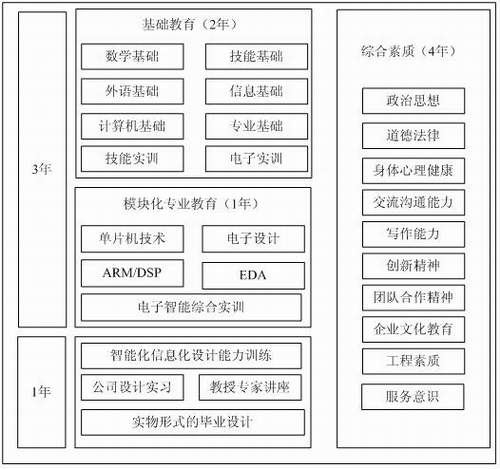 3年
基础教育（2年）
数学基础 技能基础
外语基础 信息基础
计算机基础 专业基础
技能实训 电子实训
模块化专业教育（1年）
单片机技术 电子设计
ARM/DSP EDA
电子智能综合实训
1年
智能化信息化设计能力训练
公司设计实习 教授专家讲座
实物形式的毕业设计
综合素质（4年）
政治思想
道德法律
身体心理健康
交流沟通能力
写作能力
创新精神
团队合作精神
企业文化教育
工程素质
服务意识